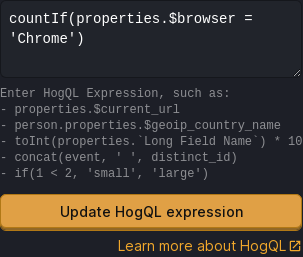 countIf(properties.$browser =
'Chrome')
Enter HogQL Expression, such as:
- properties.$current_url
- person.properties.$geoip_country_name
- toInt(properties.`Long Field Name`) * 10
- concat(event, ' ', distinct_id)
- if(1 < 2, 'small', 'large')
Update HogQL expression
Learn more about HogQL